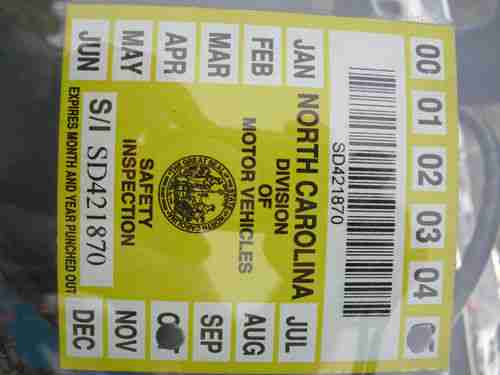 00 01 02 03 04
SD421870
JAN FEB MAR APR MAY JUN
NORTH CAROLINA
DIVISION
OF
MOTOR VEHICLES
SAFETY
INSPECTION
S/I SD421870
EXPIRES MONTH AND YEAR PUNCHED OUT
JUL AUG SEP NOV DEC